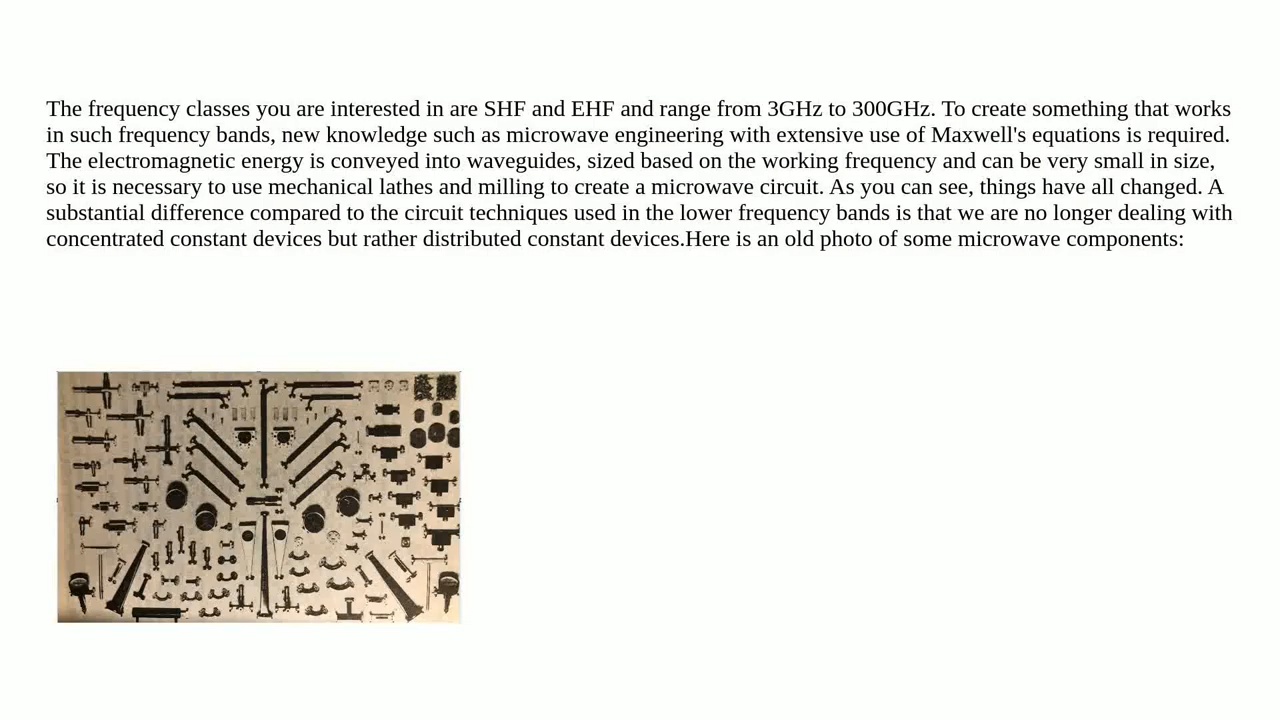 The frequency classes you are interested in are SHF and EHF and range from 3GHz to 300GHz. To create something that works
in such frequency bands, new knowledge such as microwave engineering with extensive use of Maxwell's equations is required.
The electromagnetic energy is conveyed into waveguides, sized based on the working frequency and can be very small in size,
so it is necessary to use mechanical lathes and milling to create a microwave circuit. As you can see, things have all changed. A
substantial difference compared to the circuit techniques used in the lower frequency bands is that we are no longer dealing with
concentrated constant devices but rather distributed constant devices.Here is an old photo of some microwave components: